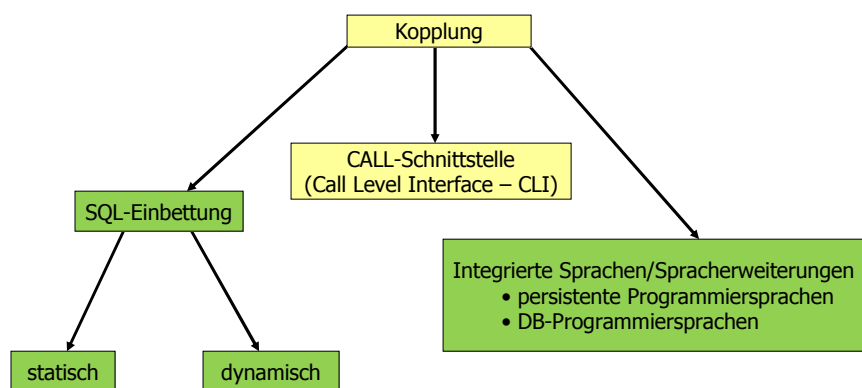 Kopplung
CALL-Schnittstelle
(Call Level Interface – CLI)
SQL-Einbettung
Integrierte Sprachen/Spracherweiterungen
• persistente Programmiersprachen
• DB-Programmiersprachen
statisch
dynamisch